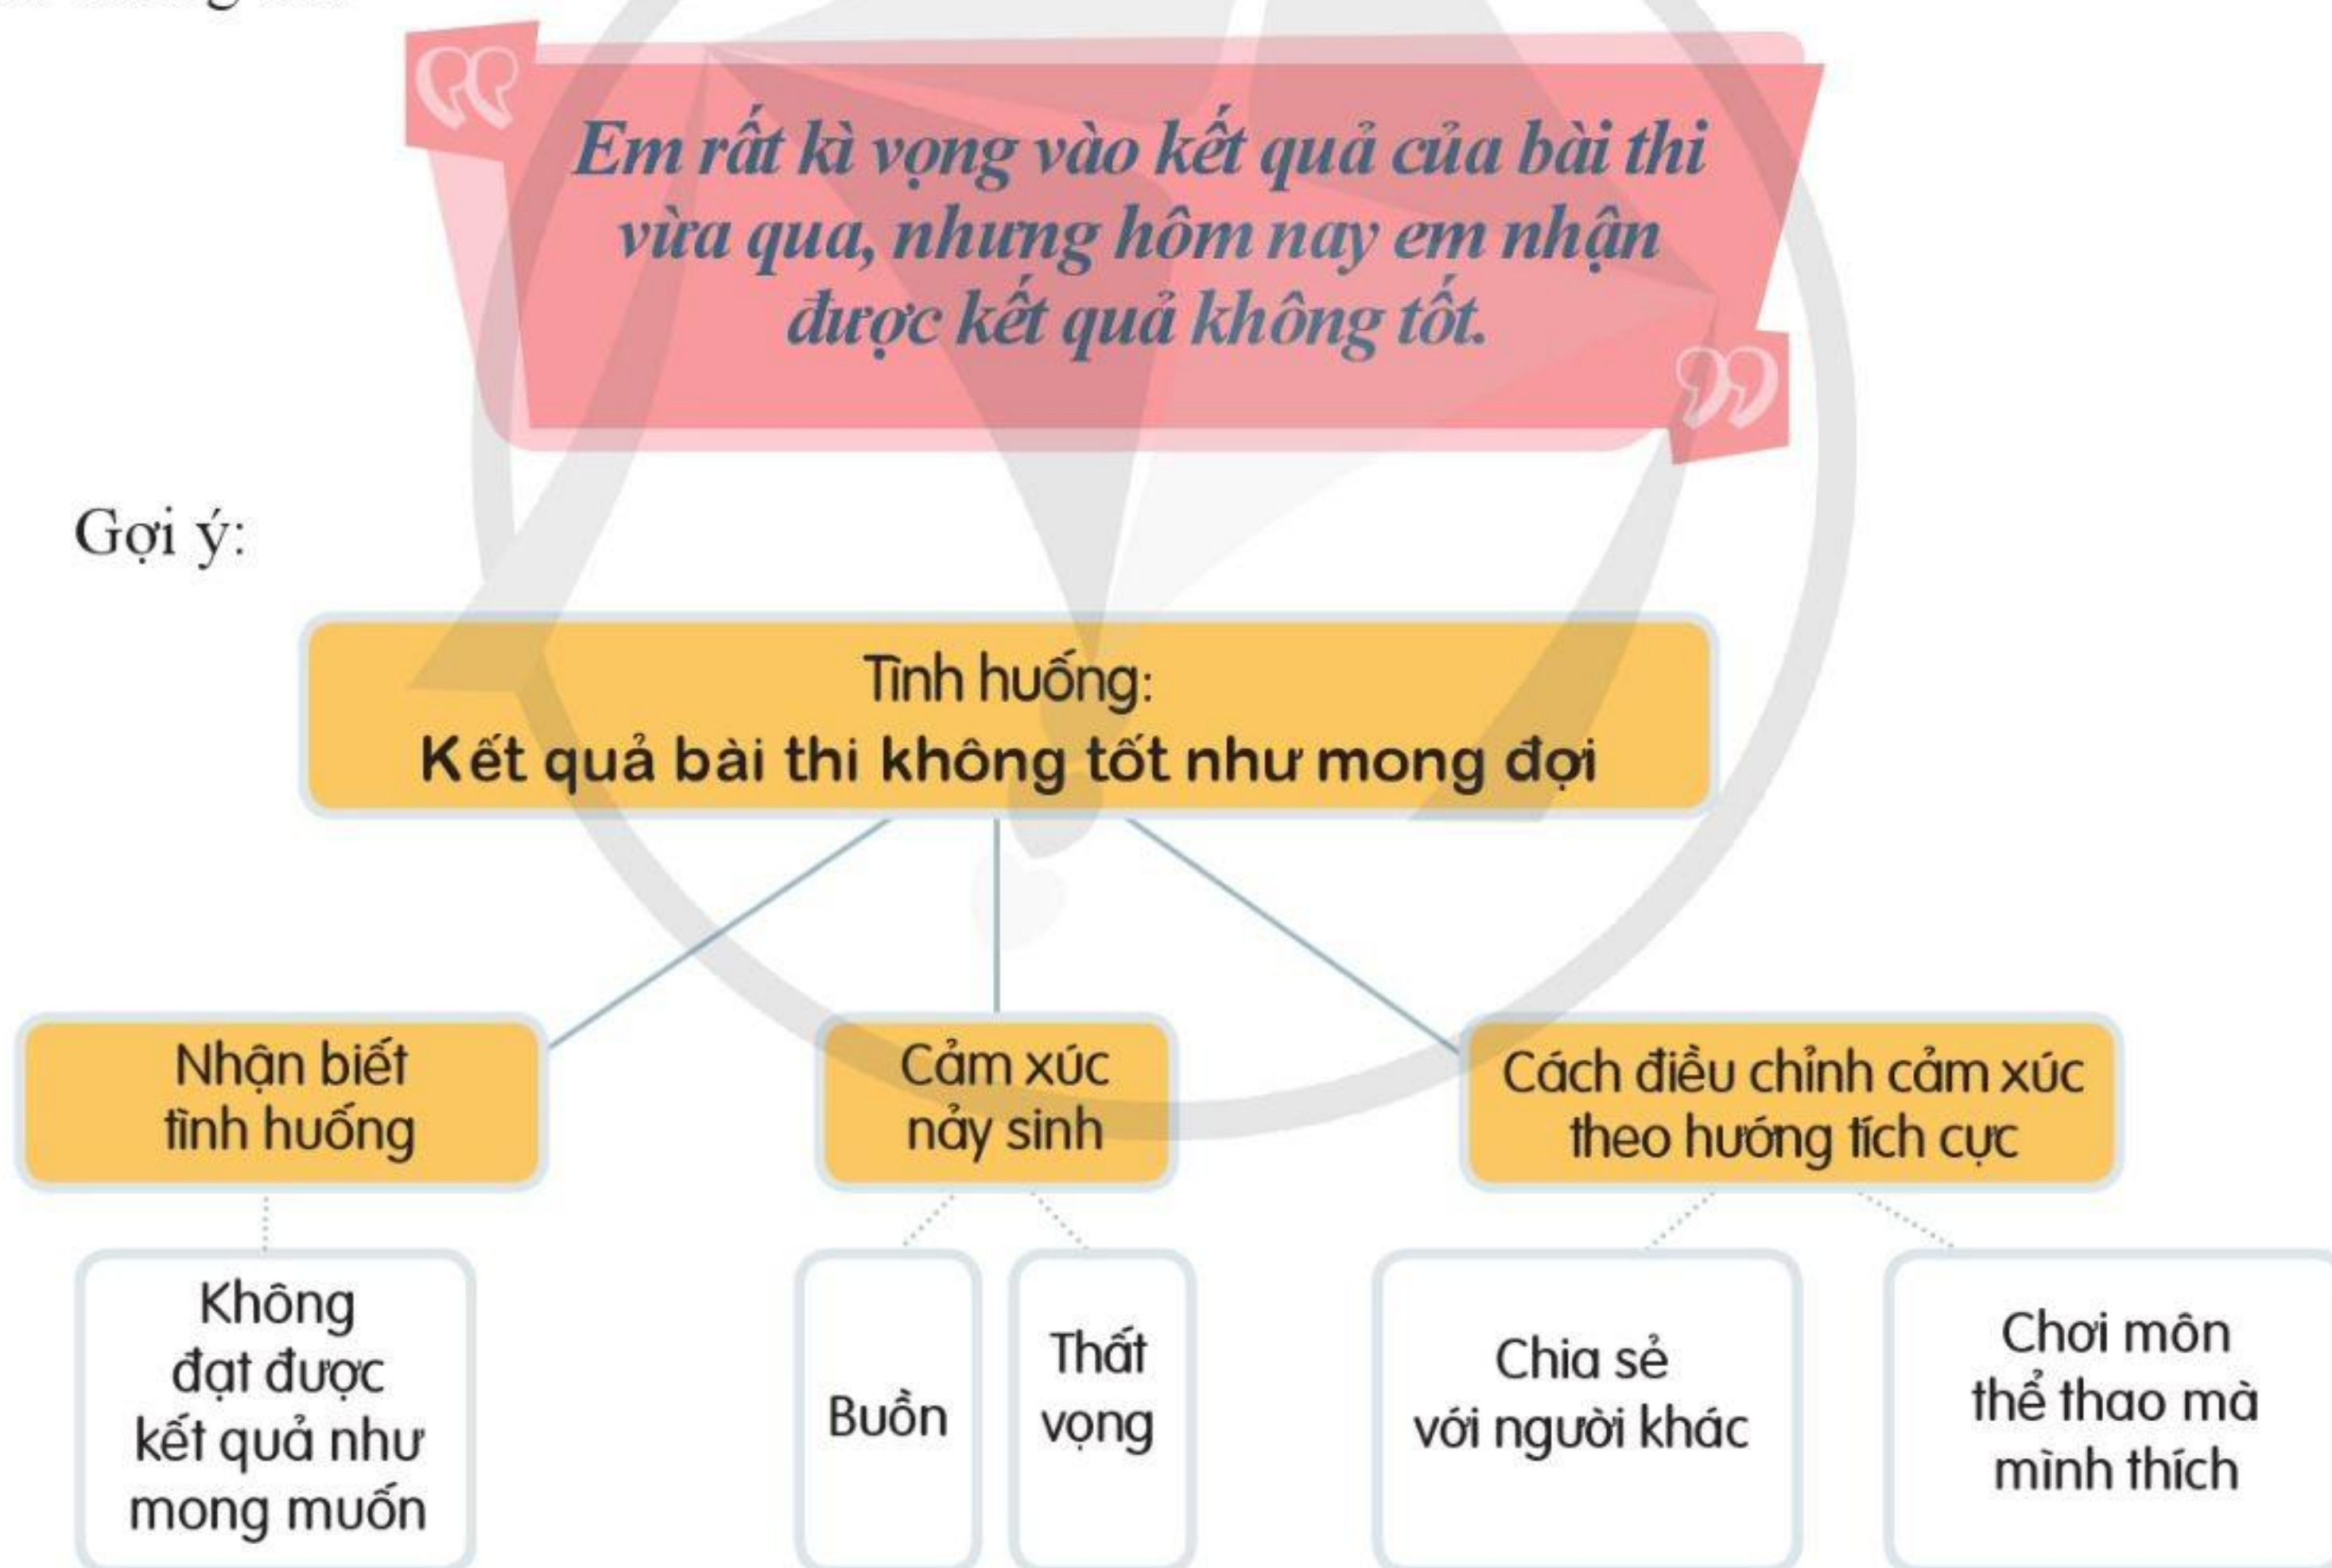 Em rất kì vọng vào kết quả của bài thi
vừa qua, nhưng hôm nay em nhận
được kết quả không tốt.
Gợi ý:
Tình huống:
Kết quả bài thi không tốt như mong đợi
Nhận biết
tình huống
Không
đạt được
kết quả như
mong muốn
Cảm xúc
nảy sinh
Buồn
Thất
vọng
Cách điều chỉnh cảm xúc
theo hướng tích cực
Chia sẻ
với người khác
Chơi môn
thể thao mà
mình thích